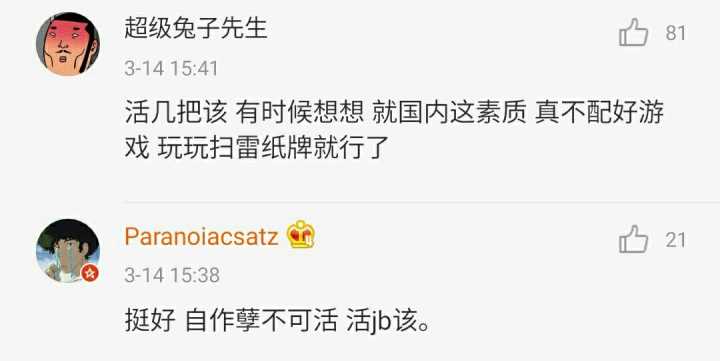 超级兔子先生
81
3-14 15:41
活几把该 有时候想想 就国内这素质 真不配好游
戏 玩玩扫雷纸牌就行了
Paranoiacsatz
21
3-14 15:38
挺好 自作孽不可活 活jb该。